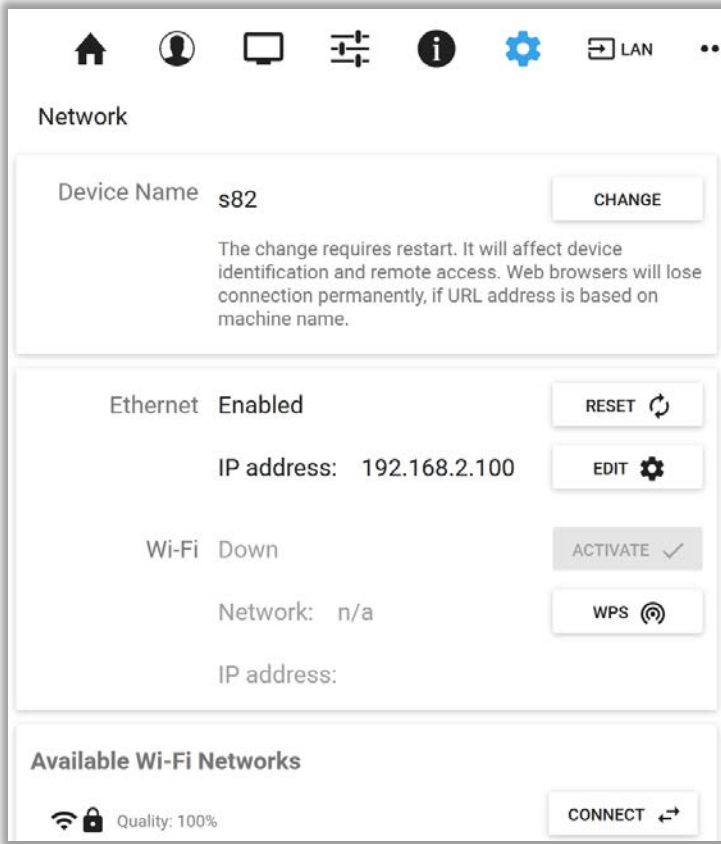 LAN
Network
Device Name s82 CHANGE
The change requires restart. It will affect device
identification and remote access. Web browsers will lose
connection permanently, if URL address is based on
machine name.
Ethernet Enabled RESET
IP address: 192.168.2.100 EDIT
Wi-Fi Down ACTIVATE
Network: n/a WPS
IP address:
Available Wi-Fi Networks
Quality: 100% CONNECT